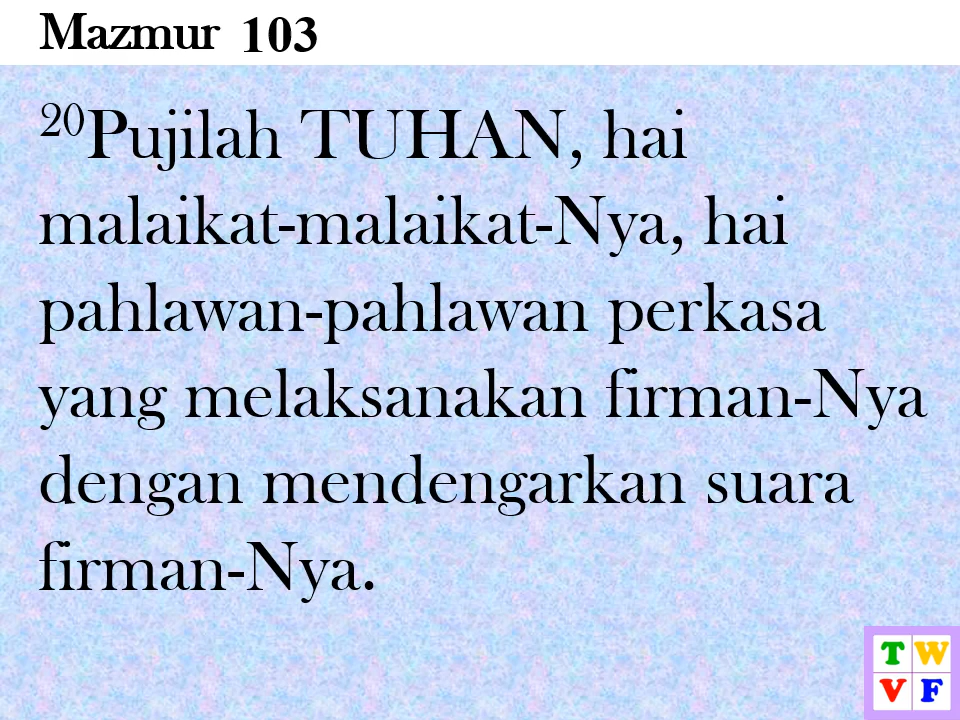 Mazmur 103
20Pujilah TUHAN, hai
malaikat-malaikat-Nya, hai
pahlawan-pahlawan perkasa
yang melaksanakan firman-Nya
dengan mendengarkan suara
firman-Nya.
T W
V F